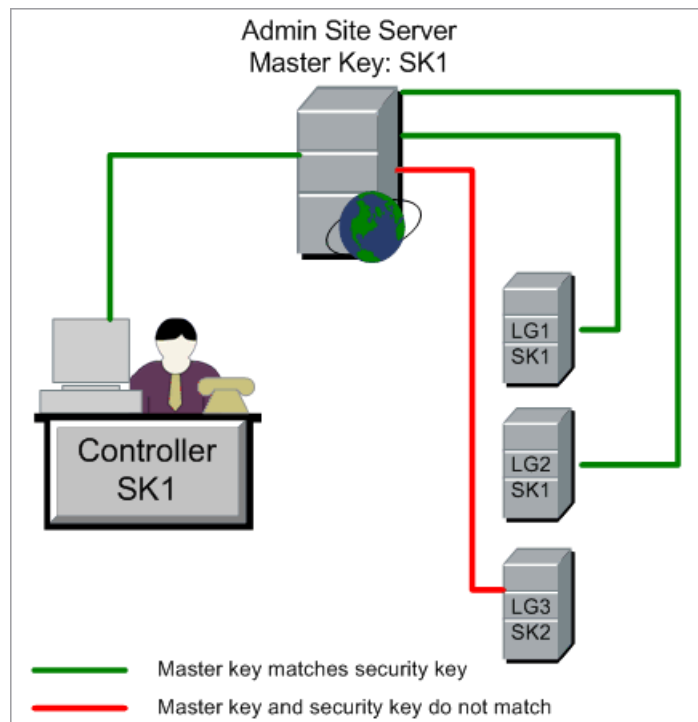 Admin Site Server
Master Key: SK1
LG1
SK1
LG2
SK1
Controller
SK1
LG3
SK2
Master key matches security key
Master key and security key do not match